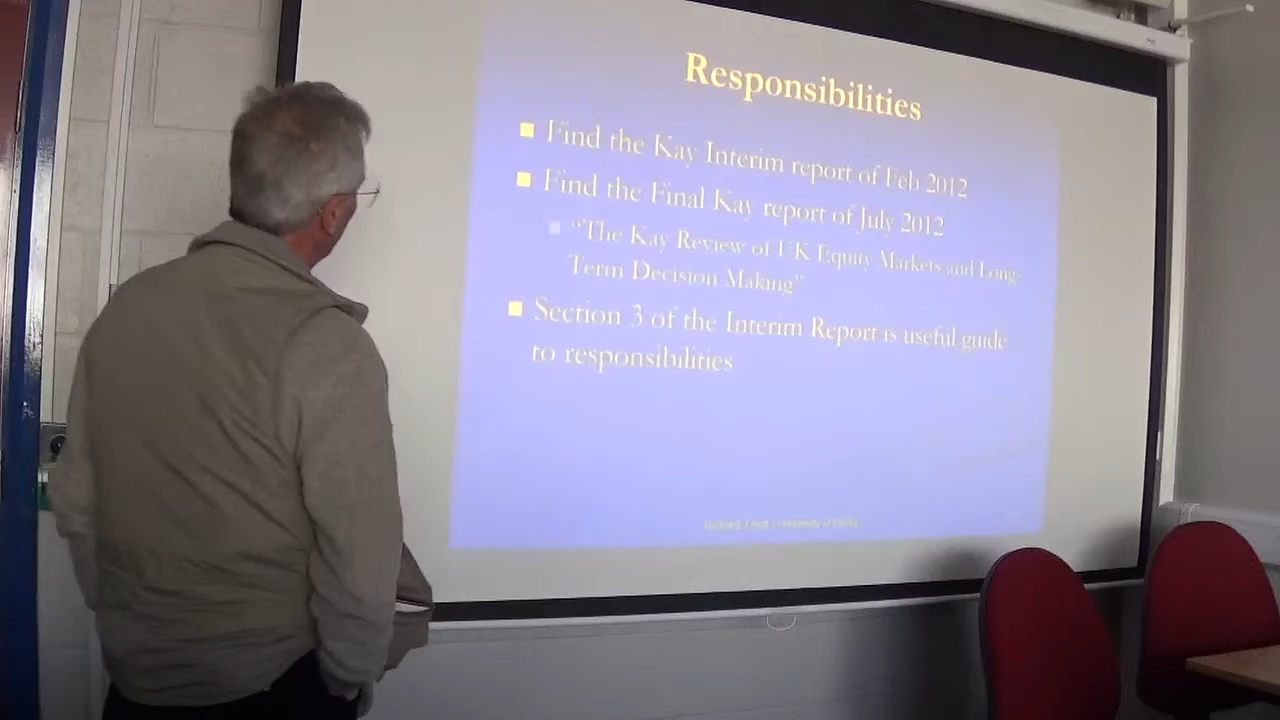 Responsibilities
Find the Kay Interim report of Feb 2012
Find the Final Kay report of July 2012
“The Kay Review of UK Equity Markets and Long-
Term Decision Making”
Section 3 of the Interim Report is useful guide
to responsibilities
University of